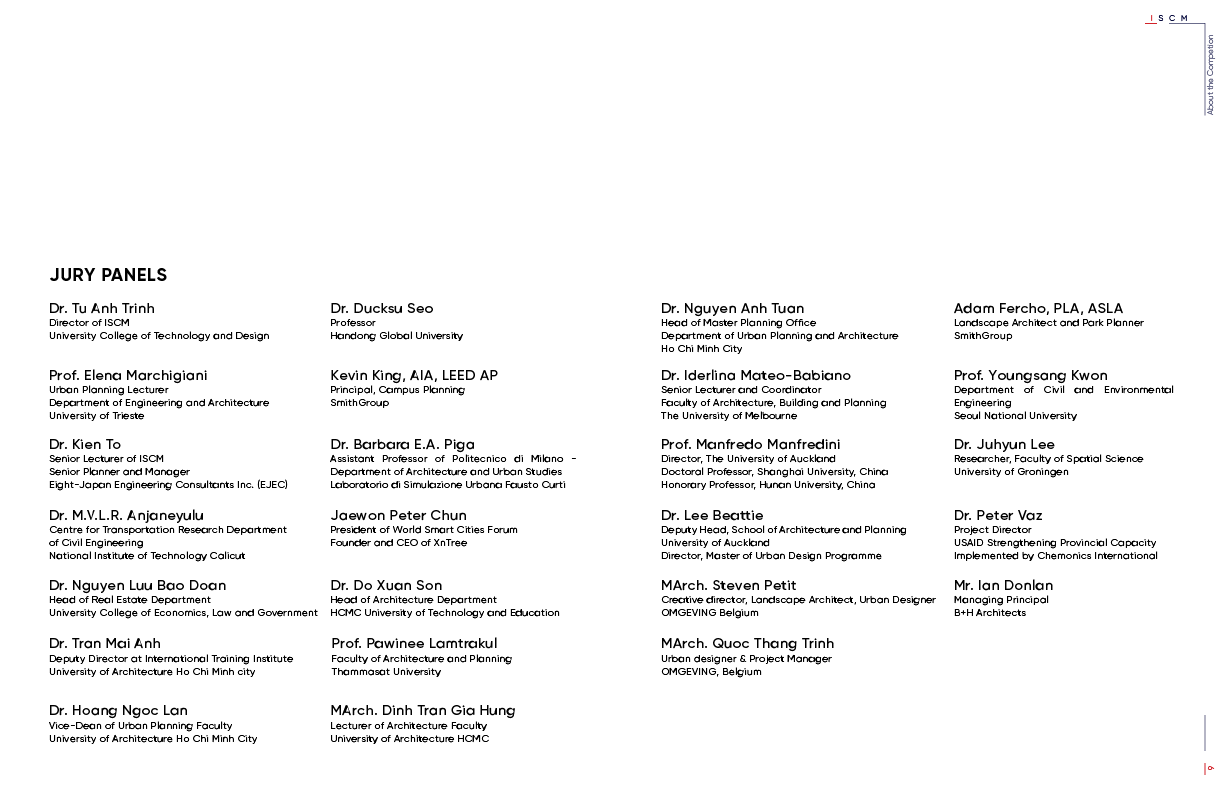 ISCM
About the Competion
JURY PANELS
Dr. Tu Anh Trinh
Director of ISCM
University College of Technology and Design
Prof. Elena Marchigiani
Urban Planning Lecturer
Department of Engineering and Architecture
University of Trieste
Dr. Kien To
Senior Lecturer of ISCM
Senior Planner and Manager
Eight-Japan Engineering Consultants Inc. (EJEC)
Dr. M.V.L.R. Anjaneyulu
Centre for Transportation Research Department
of Civil Engineering
National Institute of Technology Calicut
Dr. Nguyen Luu Bao Doan
Head of Real Estate Department
University College of Economics, Law and Government
Dr. Tran Mai Anh
Deputy Director at International Training Institute
University of Architecture Ho Chi Minh city
Dr. Hoang Ngoc Lan
Vice-Dean of Urban Planning Faculty
University of Architecture Ho Chi Minh City
Dr. Ducksu Seo
Professor
Handong Global University
Kevin King, AIA, LEED AP
Principal, Campus Planning
SmithGroup
Dr. Barbara E.A. Piga
Assistant Professor of Politecnico di Milano -
Department of Architecture and Urban Studies
Laboratorio di Simulazione Urbana Fausto Curti
Jaewon Peter Chun
President of World Smart Cities Forum
Founder and CEO of XnTree
Dr. Do Xuan Son
Head of Architecture Department
HCMC University of Technology and Education
Prof. Pawinee Iamtrakul
Faculty of Architecture and Planning
Thammasat University
MArch. Dinh Tran Gia Hung
Lecturer of Architecture Faculty
University of Architecture HCMC
Dr. Nguyen Anh Tuan
Head of Master Planning Office
Department of Urban Planning and Architecture
Ho Chi Minh City
Dr. Iderlina Mateo-Babiano
Senior Lecturer and Coordinator
Faculty of Architecture, Building and Planning
The University of Melbourne
Prof. Manfredo Manfredini
Director, The University of Auckland
Doctoral Professor, Shanghai University, China
Honorary Professor, Hunan University, China
Dr. Lee Beattie
Deputy Head, School of Architecture and Planning
University of Auckland
Director, Master of Urban Design Programme
MArch. Steven Petit
Creative director, Landscape Architect, Urban Designer
OMGEVING Belgium
MArch. Quoc Thang Trinh
Urban designer & Project Manager
OMGEVING, Belgium
Adam Fercho, PLA, ASLA
Landscape Architect and Park Planner
SmithGroup
Prof. Youngsang Kwon
Department of Civil and Environmental
Engineering
Seoul National University
Dr. Juhyun Lee
Researcher, Faculty of Spatial Science
University of Groningen
Dr. Peter Vaz
Project Director
USAID Strengthening Provincial Capacity
Implemented by Chemonics International
Mr. Ian Donlan
Managing Principal
B+H Architects
9